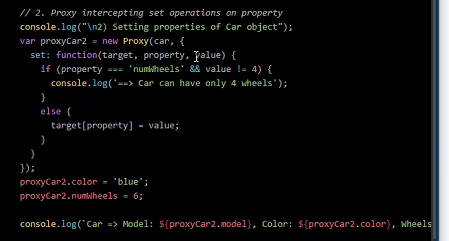 // 2. Proxy intercepting set operations on property
console.log("\n2) Setting properties of Car object");
var proxyCar2 = new Proxy(car, {
set: function(target, property, value) {
if (property === 'numWheels' && value != 4) {
console.log('==> Car can have only 4 wheels');
}
else {
target[property] = value;
}
}
});
proxyCar2.color = 'blue';
proxyCar2.numWheels = 6;
console.log(`Car => Model: ${proxyCar2.model}, Color: ${proxyCar2.color}, Wheels